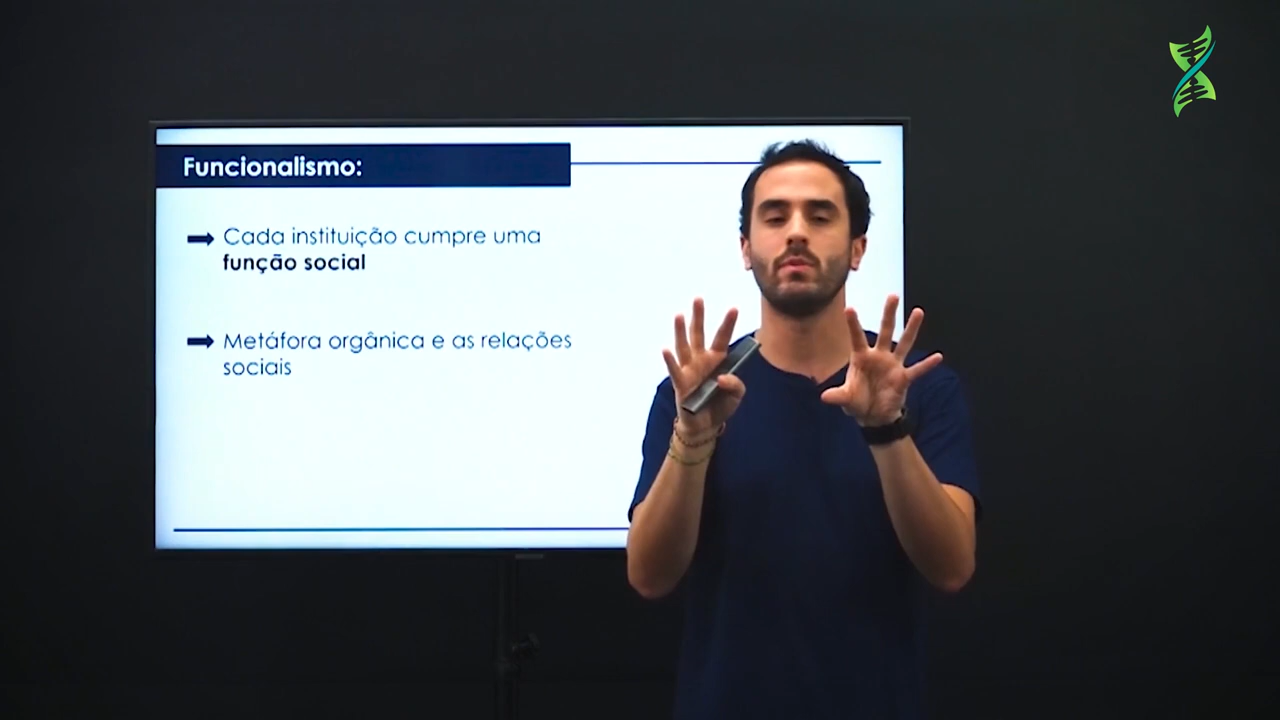 Funcionalismo:
Cada instituição cumpre uma
função social
Metáfora orgânica e as relações
sociais